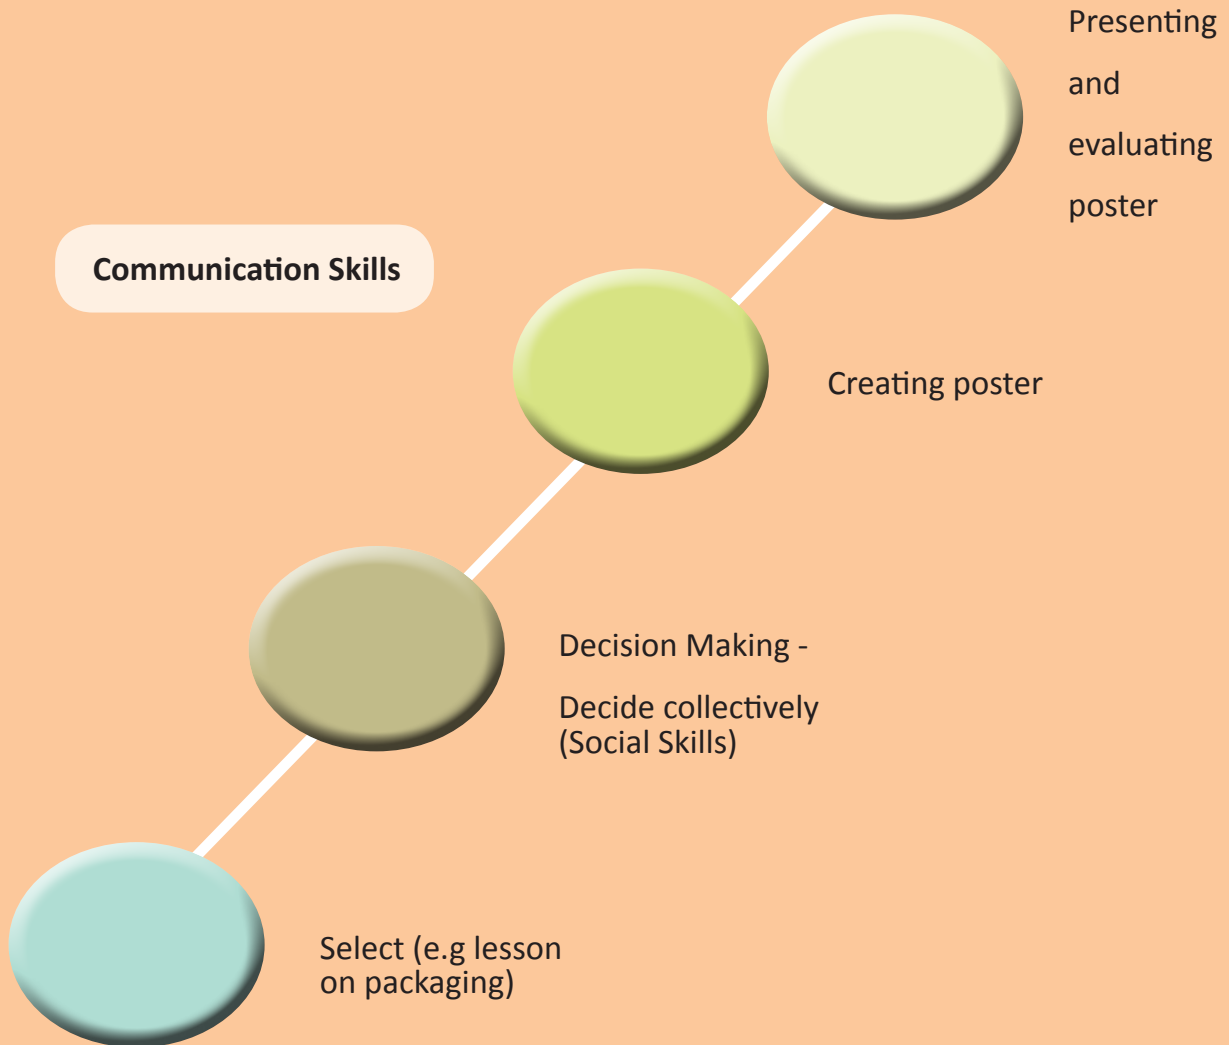 Presenting
and
evaluating
poster
Communication Skills
Creating poster
Decision Making -
Decide collectively
(Social Skills)
Select (e.g lesson
on packaging)